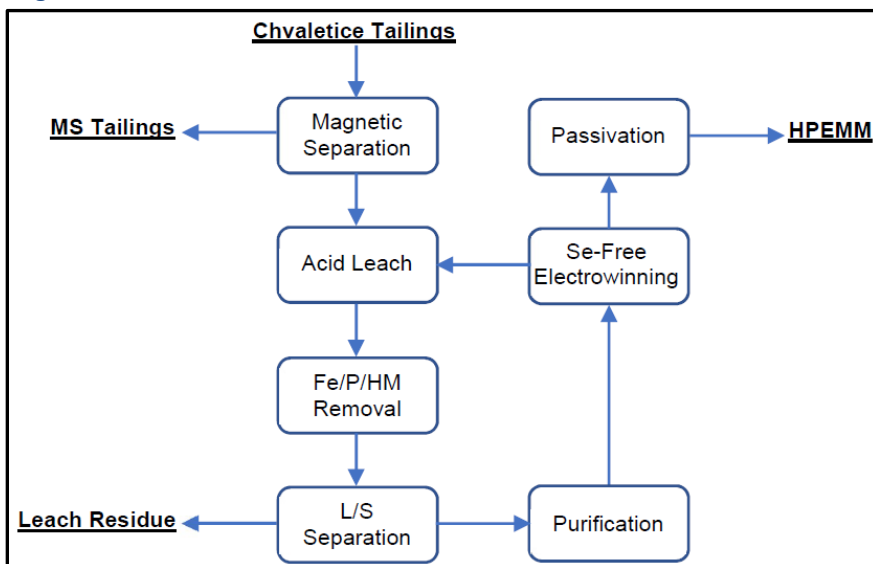 Chvaletice Tailings
MS Tailings
Magnetic
Separation
Passivation
HPEMM
Acid Leach
Se-Free
Electrowinning
Fe/P/HM
Removal
Leach Residue
L/S
Separation
Purification